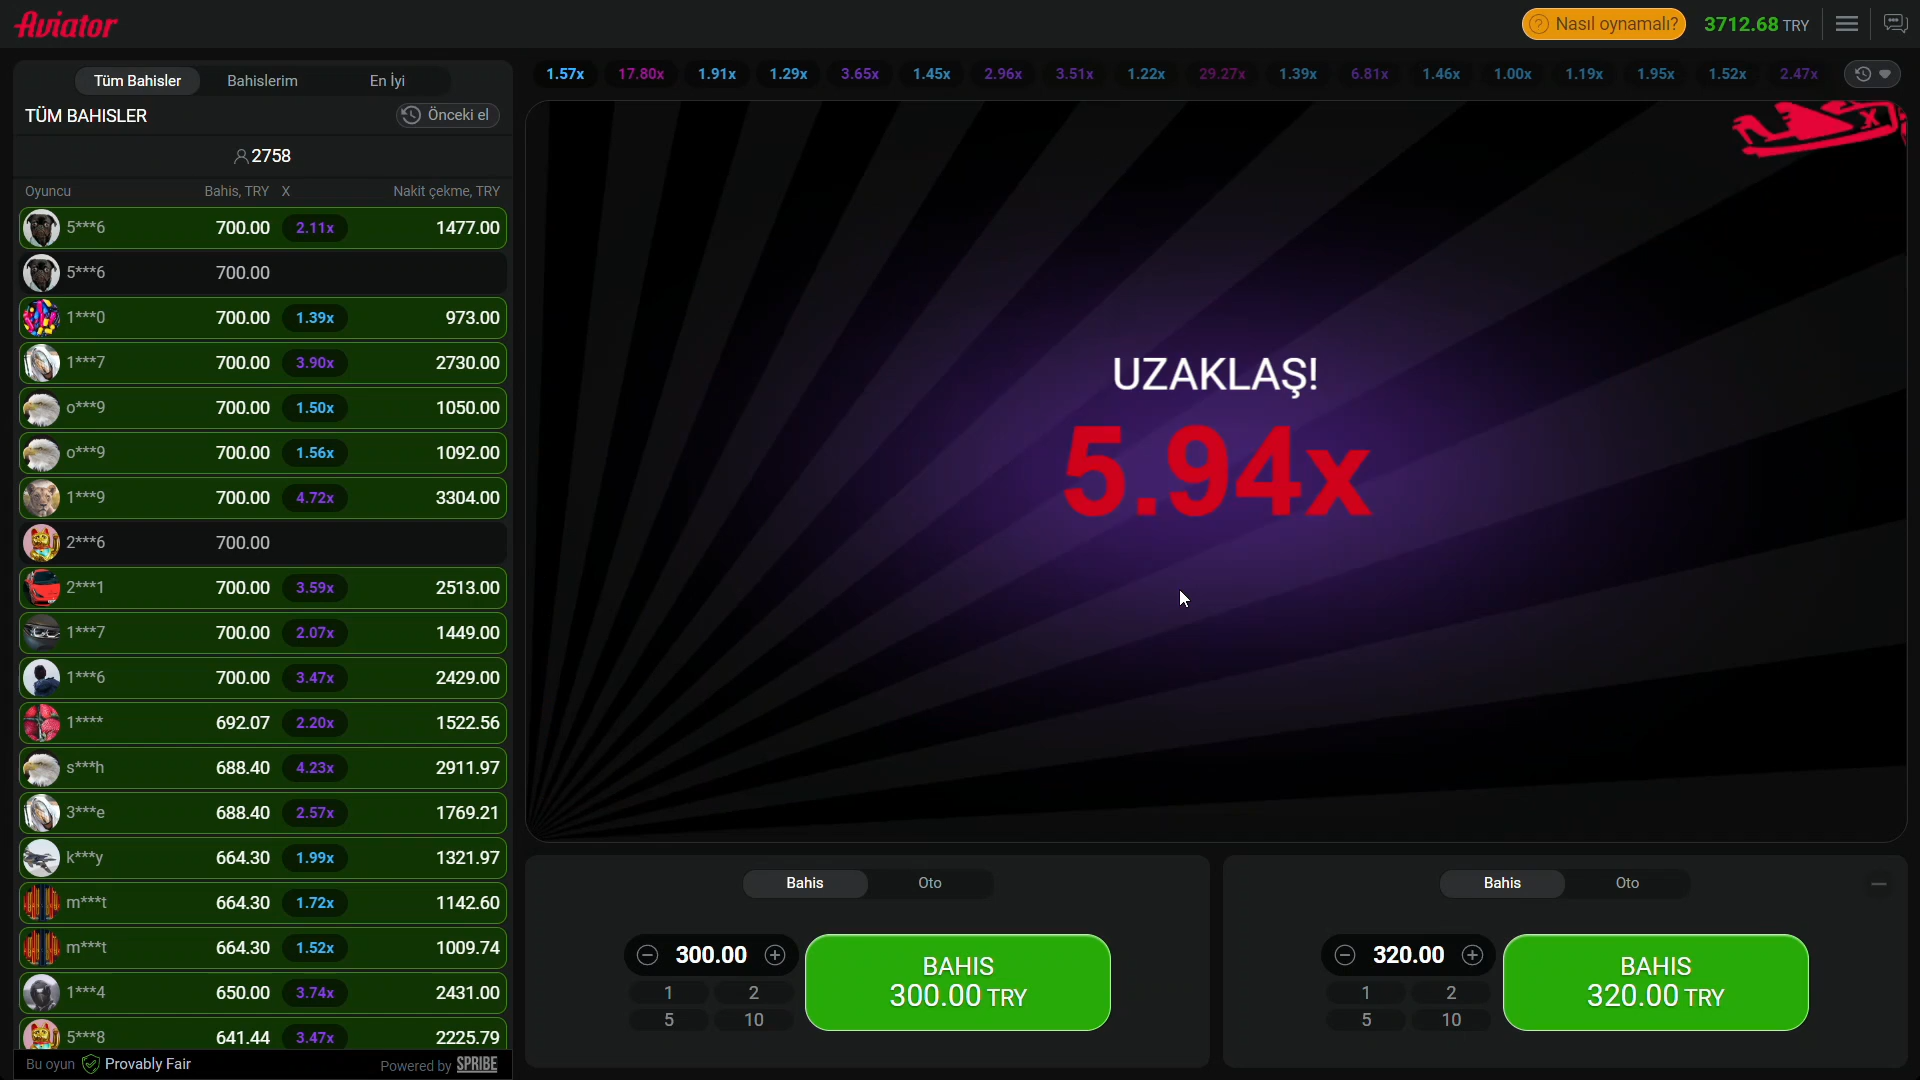 Aviator
Nasıl oynamalı?
3712.68 TRY
Tüm Bahisler
Bahislerim
En İyi
TÜM BAHISLER
Önceki el
2758
Oyuncu Bahis, TRY X Nakit çekme, TRY
5***6 700.00 2.11x 1477.00
5***6 700.00
1***0 700.00 1.39x 973.00
1***7 700.00 3.90x 2730.00
o***9 700.00 1.50x 1050.00
o***9 700.00 1.56x 1092.00
1***9 700.00 4.72x 3304.00
2***6 700.00
2***1 700.00 3.59x 2513.00
1***7 700.00 2.07x 1449.00
1***6 700.00 3.47x 2429.00
1**** 692.07 2.20x 1522.56
s***h 688.40 4.23x 2911.97
3***e 688.40 2.57x 1769.21
k***y 664.30 1.99x 1321.97
m***t 664.30 1.72x 1142.60
m***t 664.30 1.52x 1009.74
1***4 650.00 3.74x 2431.00
5***8 641.44 3.47x 2225.79
Bu oyun Provably Fair
Powered by SPRIBE
1.57x 17.80x 1.91x 1.29x 3.65x 1.45x 2.96x 3.51x 1.22x 29.27x 1.39x 6.81x 1.46x 1.00x 1.19x 1.95x 1.52x 2.47x
X
UZAKLAŞ!
5.94x
Bahis Oto
300.00
1 2
5 10
BAHIS
300.00 TRY
Bahis Oto
320.00
1 2
5 10
BAHIS
320.00 TRY